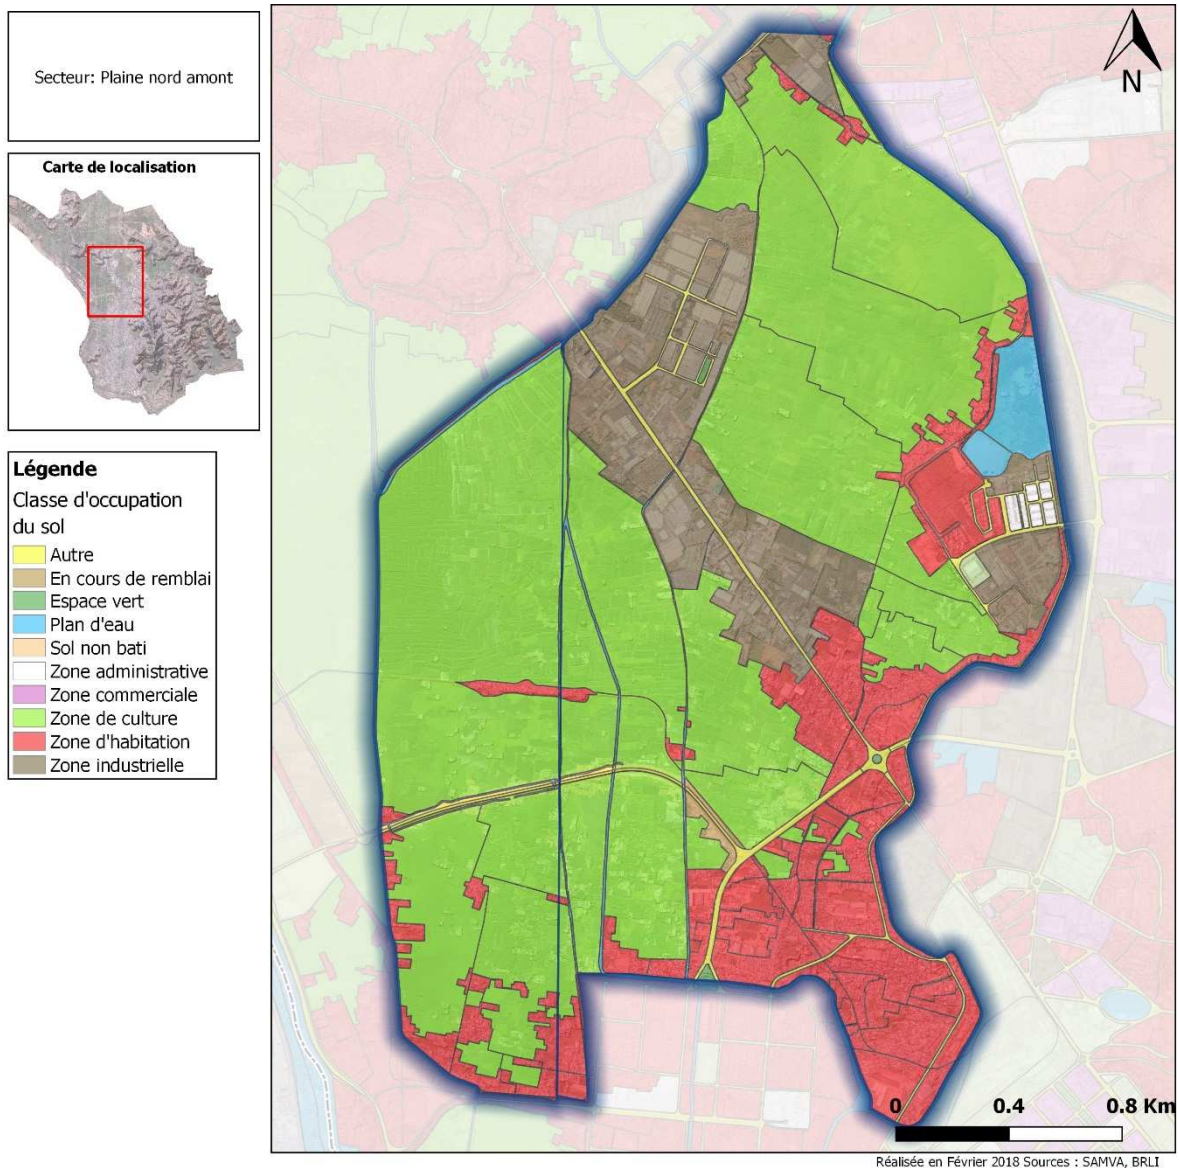 Secteur: Plaine nord amont
Carte de localisation
Légende
Classe d'occupation
du sol
Autre
En cours de remblai
Espace vert
Plan d'eau
Sol non bati
Zone administrative
Zone commerciale
Zone de culture
Zone d'habitation
Zone industrielle
N
0 0.4 0.8 Km
Réalisée en Février 2018 Sources : SAMVA, BRLI